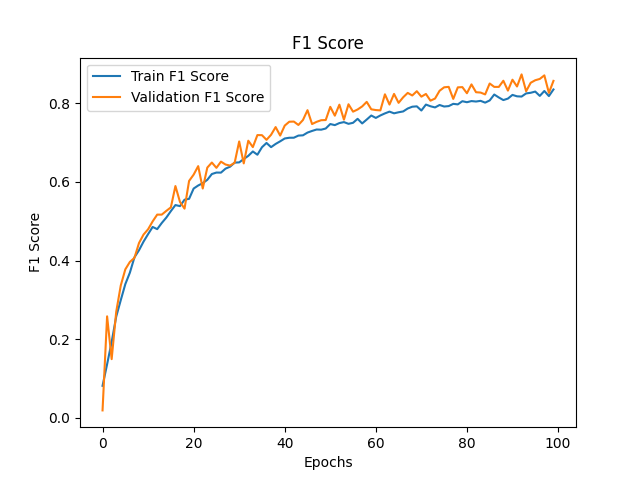 F1 Score
Train F1 Score
Validation F1 Score
F1 Score
0.8
0.6
0.4
0.2
0.0
0 20 40 60 80 100
Epochs